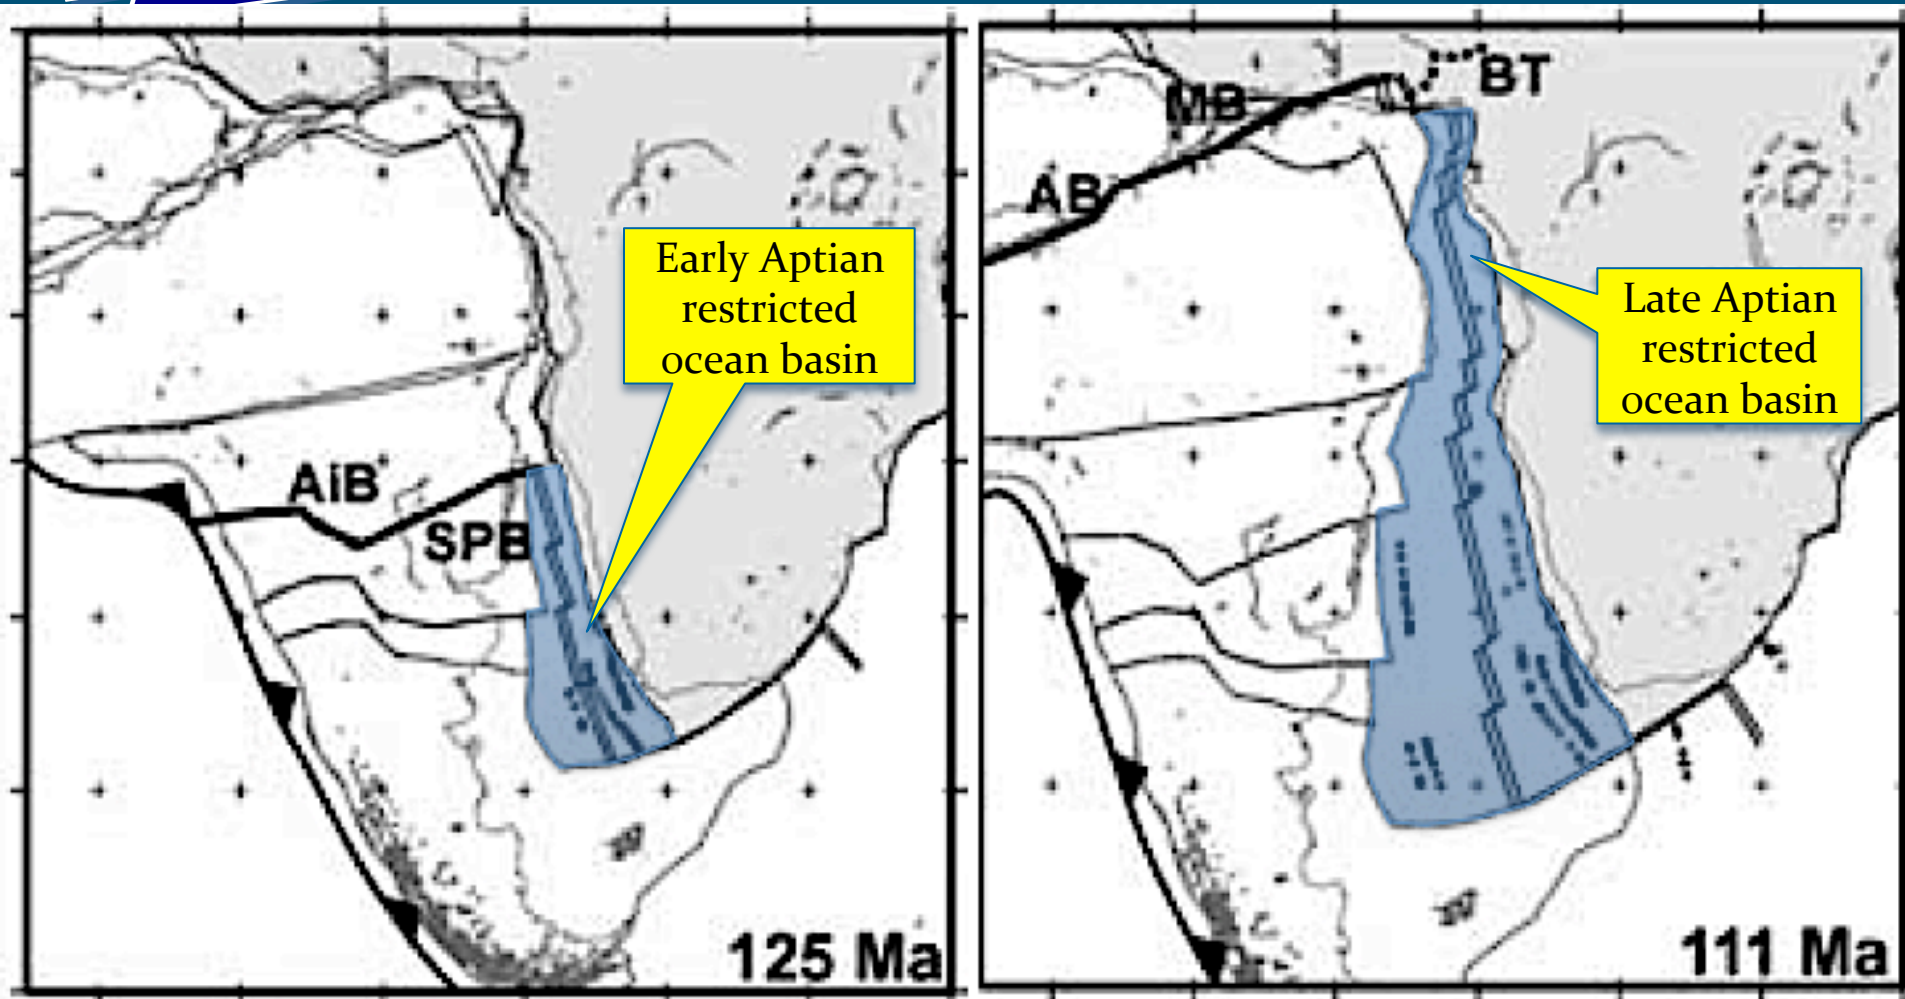 AiB
SPB
Early Aptian
restricted
ocean basin
125 Ma
BT
MB
AB
Late Aptian
restricted
ocean basin
111 Ma